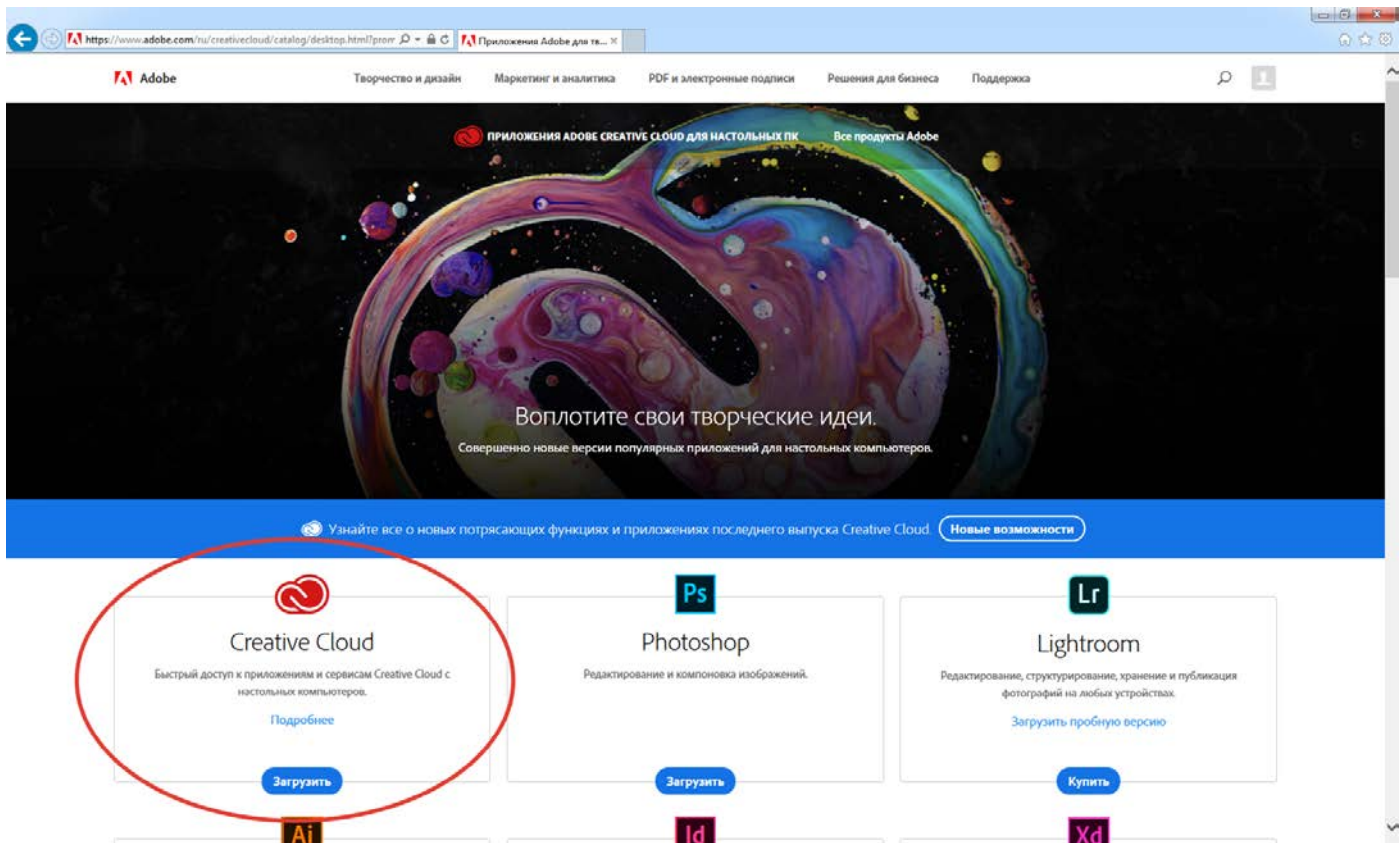 https://www.adobe.com/ru/creativecloud/catalog/desktop.html?prom
Приложения Adobe для тв...
Adobe
Творчество и дизайн
Маркетинг и аналитика
PDF и электронные подписи
Решения для бизнеса
Поддержка
ПРИЛОЖЕНИЯ ADOBE CREATIVE CLOUD ДЛЯ НАСТОЛЬНЫХ ПК
Все продукты Adobe
Воплотите свои творческие идеи.
Совершенно новые версии популярных приложений для настольных компьютеров.
Узнайте все о новых потрясающих функциях и приложениях последнего выпуска Creative Cloud.
Новые возможности
Creative Cloud
Быстрый доступ к приложениям и сервисам Creative Cloud с
настольных компьютеров.
Подробнее
Загрузить
Ps
Photoshop
Редактирование и компоновка изображений.
Загрузить
Lr
Lightroom
Редактирование, структурирование, хранение и публикация
фотографий на любых устройствах.
Загрузить пробную версию
Купить
Ai
Id
Xd